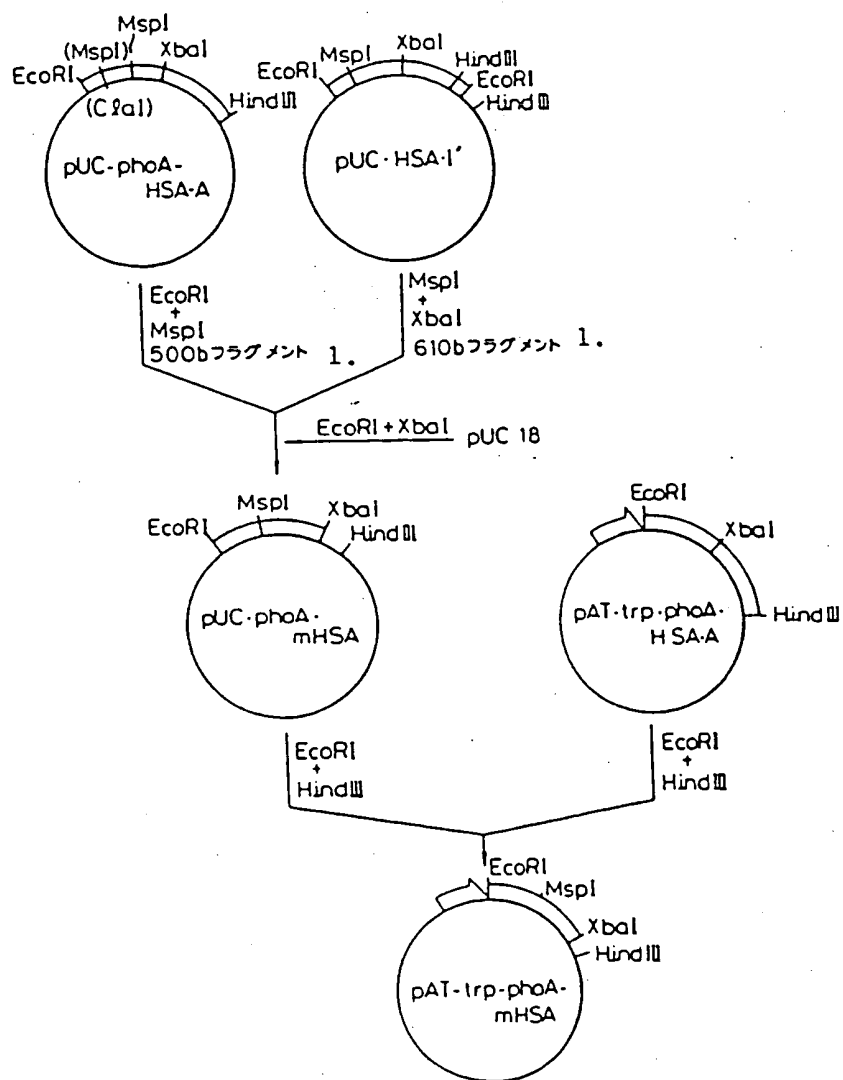 MspI
(MspI)
XbaI
EcoRI
(ClaI)
HindIII
pUC-phoA-
HSA-A
EcoRI
MspI
XbaI
HindIII
EcoRI
HindIII
pUC·HSA·I'
EcoRI
+
MspI
500bフラグメント 1.
MspI
+
XbaI
610bフラグメント 1.
EcoRI+XbaI
pUC 18
EcoRI
MspI
XbaI
HindIII
pUC·phoA·
mHSA
EcoRI
XbaI
HindIII
pAT·trp·phoA·
HSA·A
EcoRI
+
HindIII
EcoRI
+
HindIII
EcoRI
MspI
XbaI
HindIII
pAT-trp-phoA-
mHSA